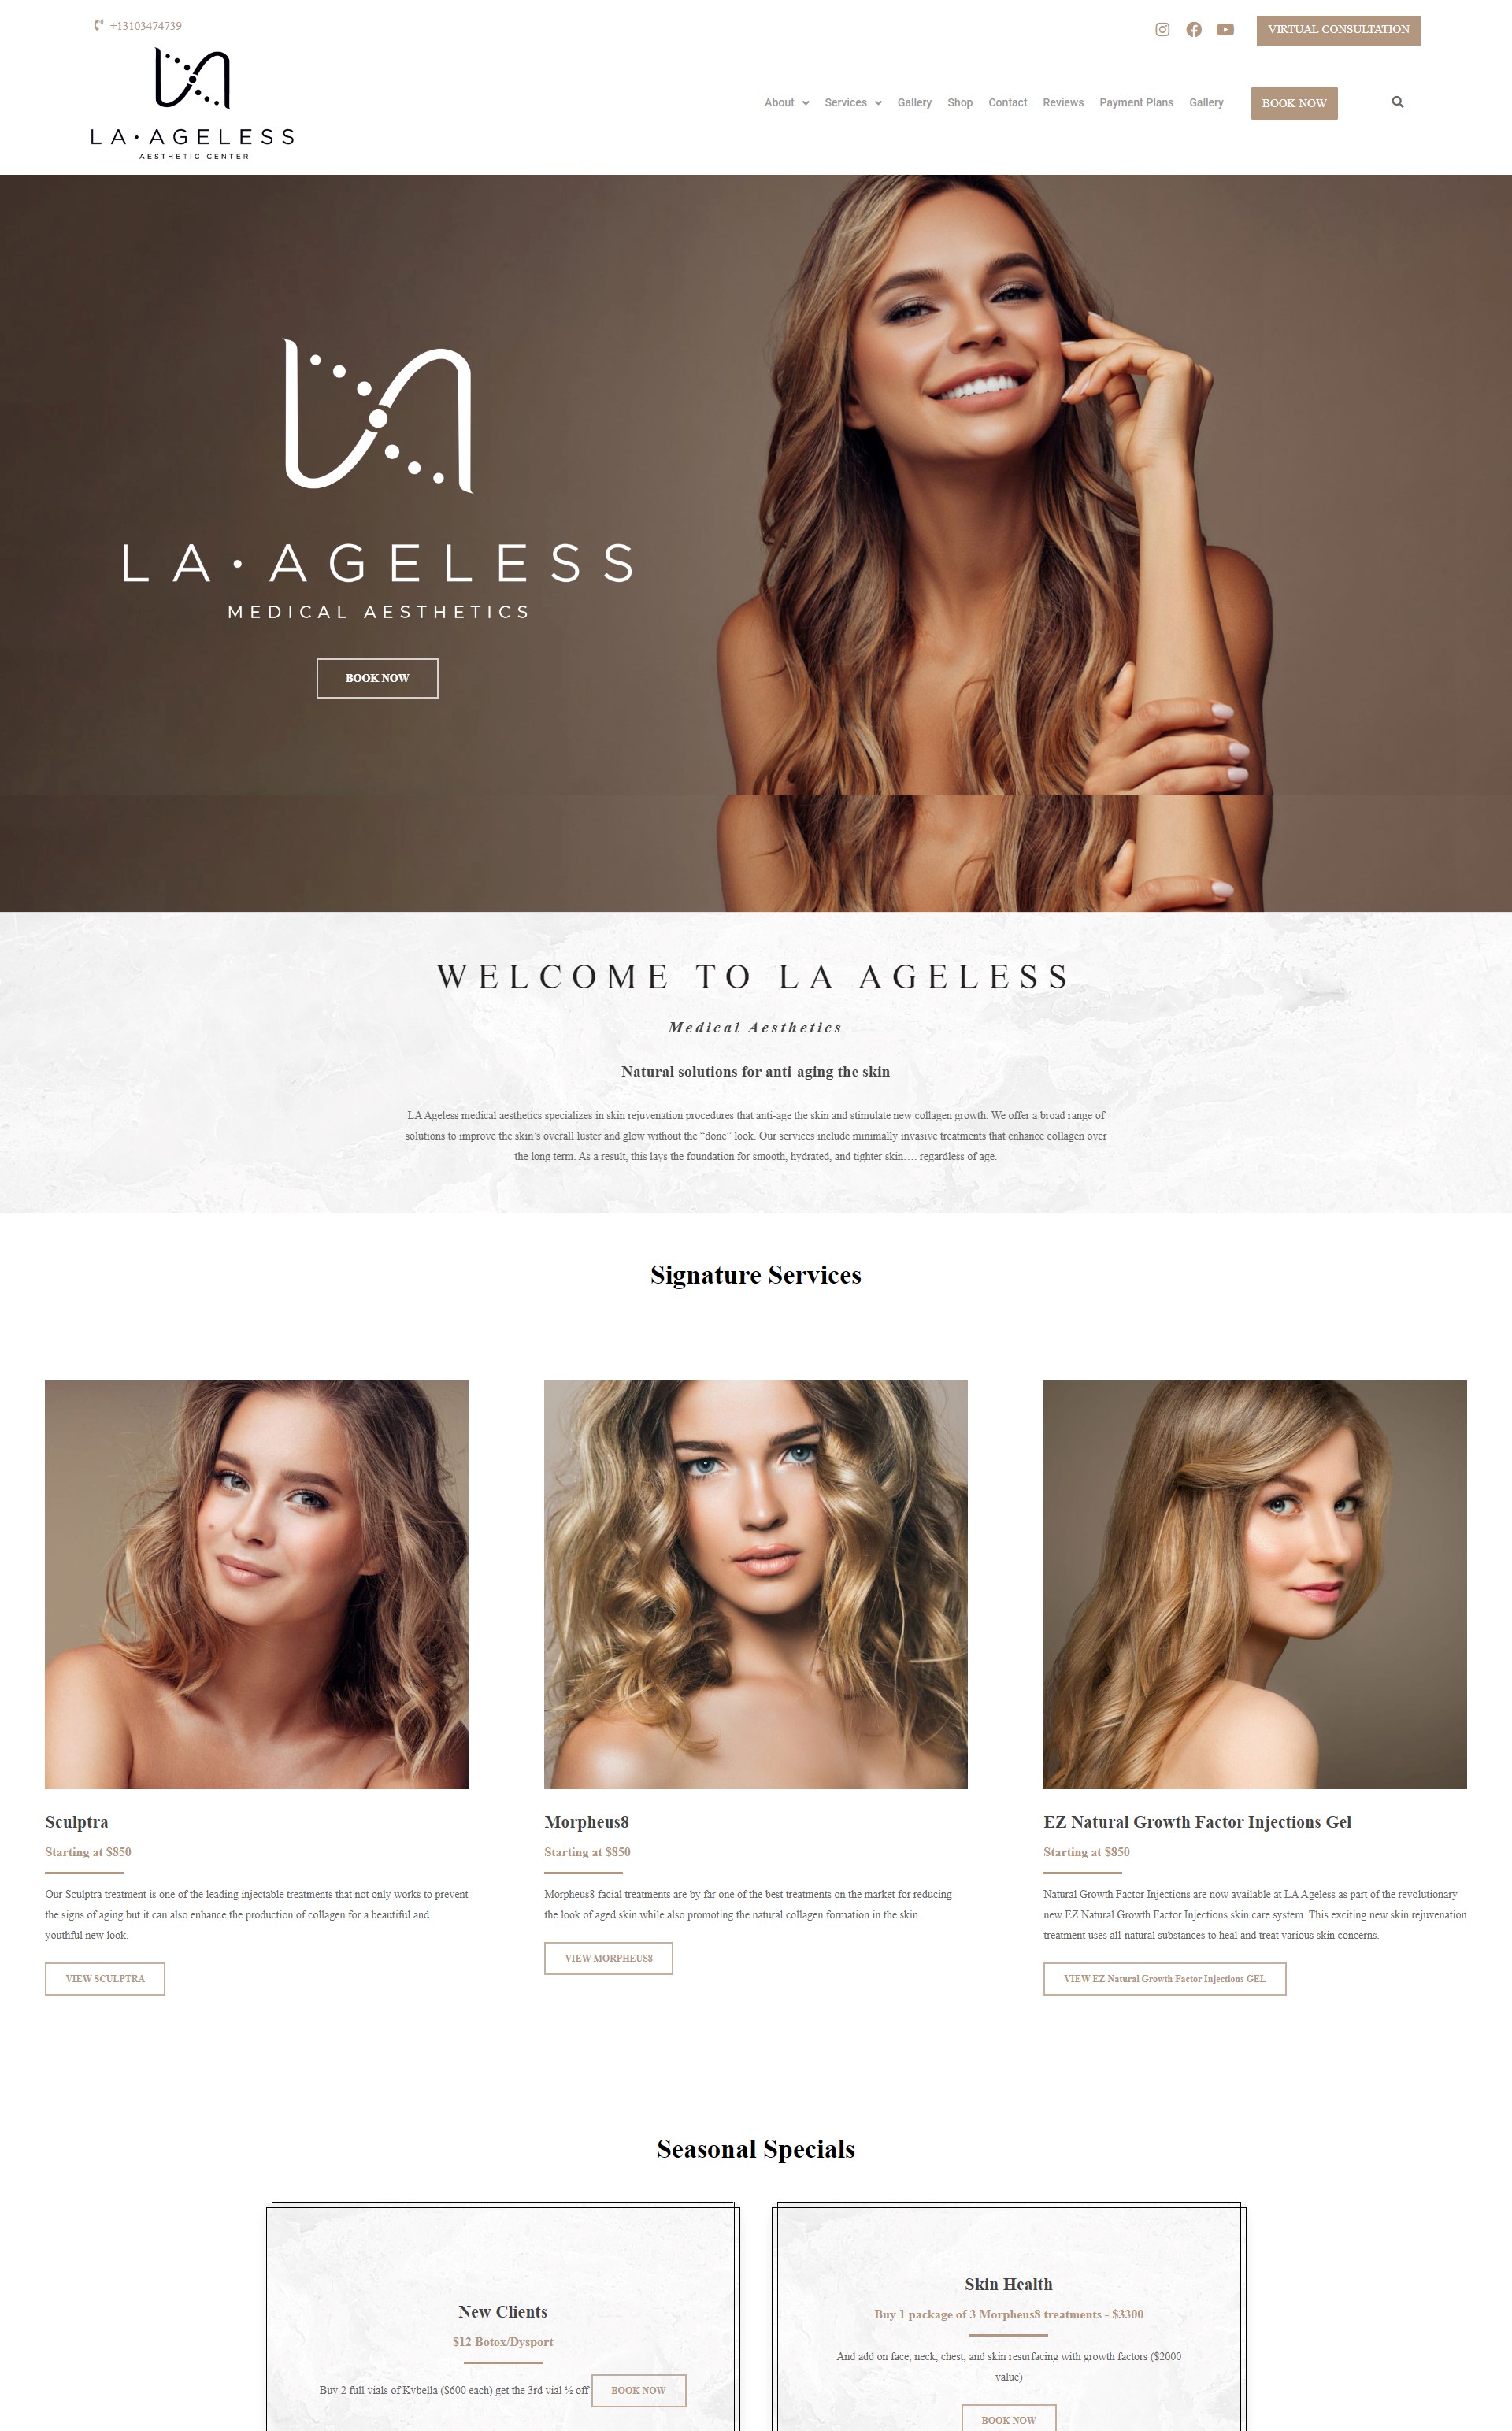 +13103474739
VIRTUAL CONSULTATION
LA·AGELESS
AESTHETIC CENTER
About Services Gallery Shop Contact Reviews Payment Plans Gallery
BOOK NOW
LA·AGELESS
MEDICAL AESTHETICS
BOOK NOW
WELCOME TO LA AGELESS
Medical Aesthetics
Natural solutions for anti-aging the skin
LA Ageless medical aesthetics specializes in skin rejuvenation procedures that anti-age the skin and stimulate new collagen growth. We offer a broad range of
solutions to improve the skin’s overall luster and glow without the “done” look. Our services include minimally invasive treatments that enhance collagen over
the long term. As a result, this lays the foundation for smooth, hydrated, and tighter skin…. regardless of age.
Signature Services
Sculptra
Starting at $850
Our Sculptra treatment is one of the leading injectable treatments that not only works to prevent
the signs of aging but it can also enhance the production of collagen for a beautiful and
youthful new look.
VIEW SCULPTRA
Morpheus8
Starting at $850
Morpheus8 facial treatments are by far one of the best treatments on the market for reducing
the look of aged skin while also promoting the natural collagen formation in the skin.
VIEW MORPHEUS8
EZ Natural Growth Factor Injections Gel
Starting at $850
Natural Growth Factor Injections are now available at LA Ageless as part of the revolutionary
new EZ Natural Growth Factor Injections skin care system. This exciting new skin rejuvenation
treatment uses all-natural substances to heal and treat various skin concerns.
VIEW EZ Natural Growth Factor Injections GEL
Seasonal Specials
New Clients
$12 Botox/Dysport
Buy 2 full vials of Kybella ($600 each) get the 3rd vial ½ off
BOOK NOW
Skin Health
Buy 1 package of 3 Morpheus8 treatments - $3300
And add on face, neck, chest, and skin resurfacing with growth factors ($2000
value)
BOOK NOW